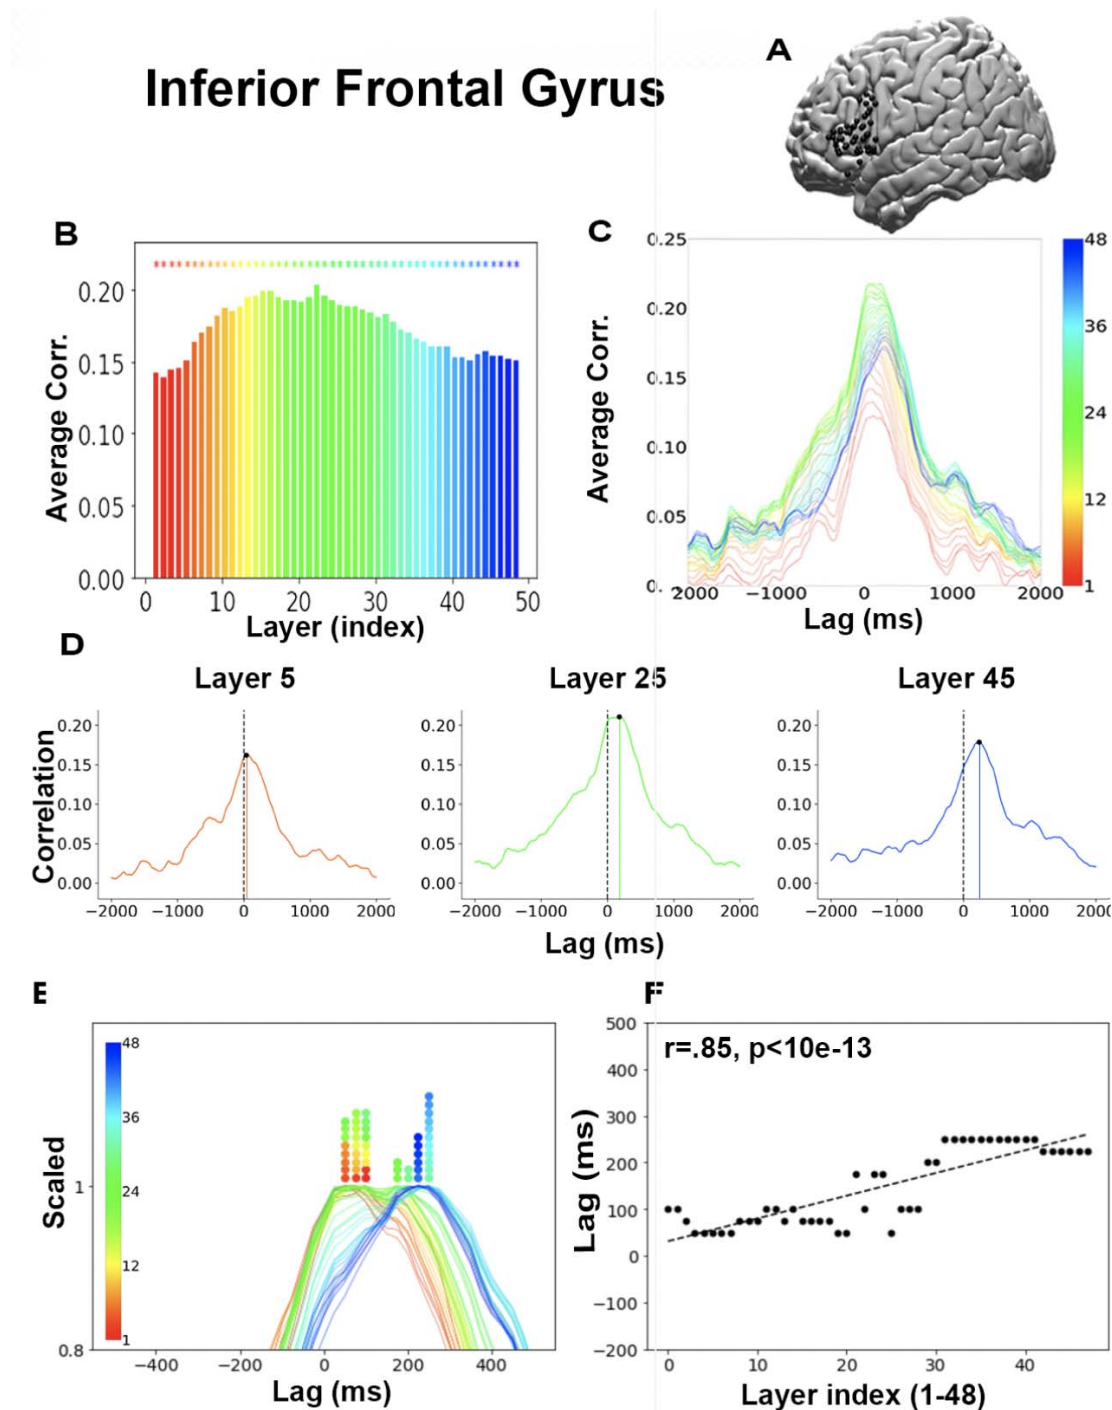 A
Inferior Frontal Gyrus
B
Average Corr.
0.20
0.15
0.10
0.05
0.00
0 10 20 30 40 50
Layer (index)
C
Average Corr.
0.25
0.20
0.15
0.10
0.05
0.
2000 −1000 0 1000 2000
Lag (ms)
48
36
24
12
1
D
Layer 5
Layer 25
Layer 45
Correlation
0.20
0.15
0.10
0.05
0.00
−2000 −1000 0 1000 2000
0.20
0.15
0.10
0.05
0.00
−2000 −1000 0 1000 2000
0.20
0.15
0.10
0.05
0.00
−2000 −1000 0 1000 2000
Lag (ms)
E
Scaled
1
0.8
48
36
24
12
1
−400 −200 0 200 400
Lag (ms)
F
r=.85, p<10e-13
Lag (ms)
500
400
300
200
100
0
−100
−200
0 10 20 30 40
Layer index (1-48)